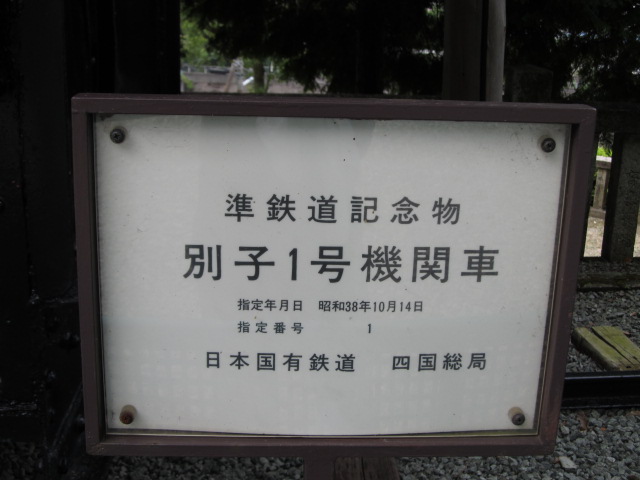 準鉄道記念物
別子1号機関車
指定年月日 昭和38年10月14日
指定番号 1
日本国有鉄道 四国総局